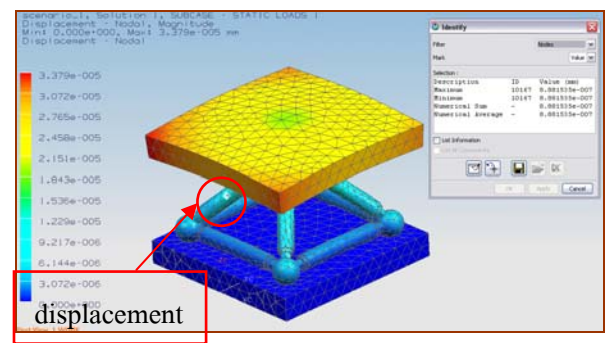 scenario_1, Solution 1, SUBCASE - STATIC LOADS 1
Displacement - Nodal, Magnitude
Min: 0.000e+000, Max: 3.379e-005 mm
Displacement - Nodal
3.379e-005
3.072e-005
2.765e-005
2.458e-005
2.151e-005
1.843e-005
1.536e-005
1.229e-005
9.217e-006
6.144e-006
3.072e-006
0.000e+000
displacement
Identify
Filter Nodes
Mark Value
Selection:
Description ID Value (mm)
Maximum 10167
Minimum 10167
Numerical Sum -
Numerical Average -
List Information
OK Apply Cancel